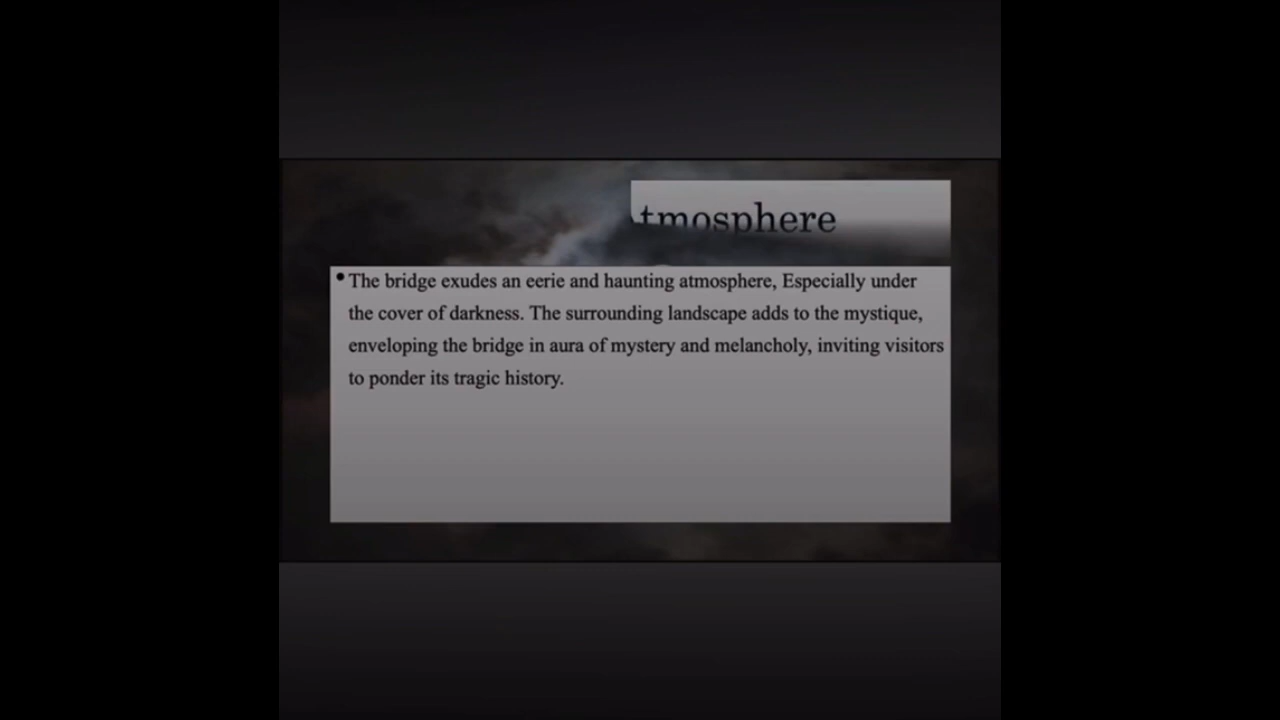 tmosphere
• The bridge exudes an eerie and haunting atmosphere, Especially under
the cover of darkness. The surrounding landscape adds to the mystique,
enveloping the bridge in aura of mystery and melancholy, inviting visitors
to ponder its tragic history.